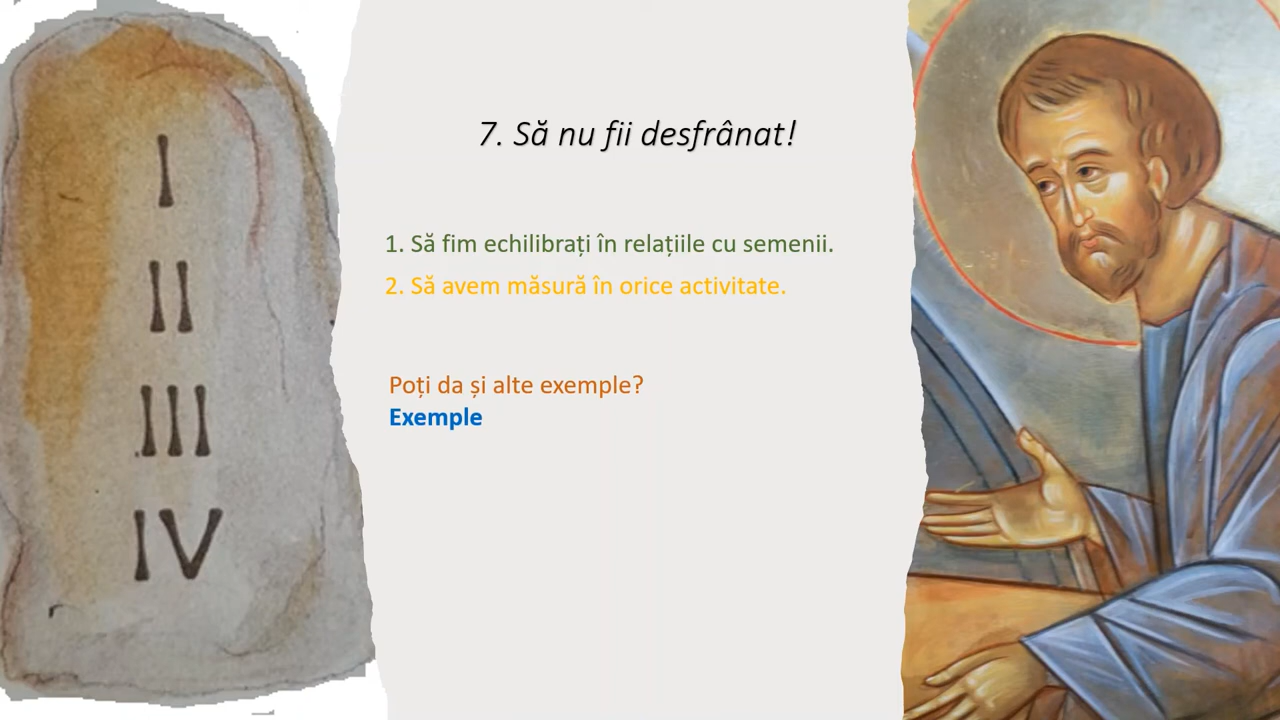 I
II
III
IV
7. Să nu fii desfrânat!
1. Să fim echilibrați în relațiile cu semenii.
2. Să avem măsură în orice activitate.
Poți da și alte exemple?
Exemple